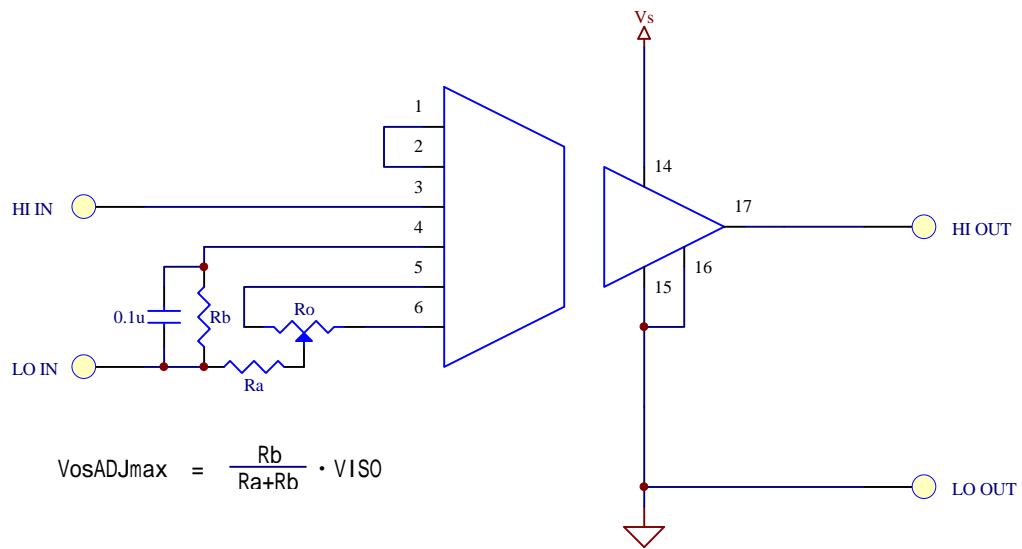 Vs
1
2
3
4
5
6
14
17
16
15
HI IN
HI OUT
0.1u
Rb
Ro
LO IN
Ra
VosADJmax = Rb / Ra+Rb · VISO
LO OUT